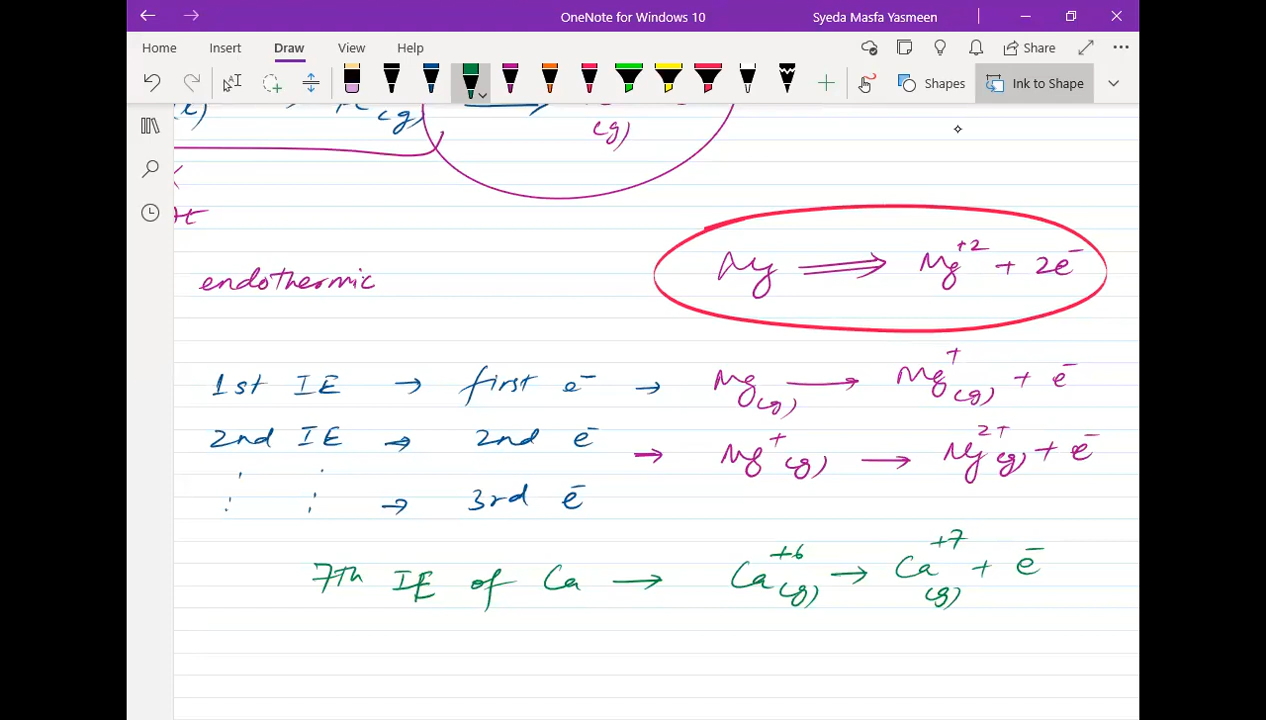 OneNote for Windows 10
Syeda Masfa Yasmeen
Home Insert Draw View Help Share
Shapes Ink to Shape
(l) → (g) (g)
endothermic
Mg ⇒ Mg+2 + 2e-
1st IE → first e- → Mg(g) → Mg+(g) + e-
2nd IE → 2nd e- → Mg+(g) → Mg2+(g) + e-
: : → 3rd e-
7th IE of Ca → Ca+6(g) → Ca+7(g) + e-